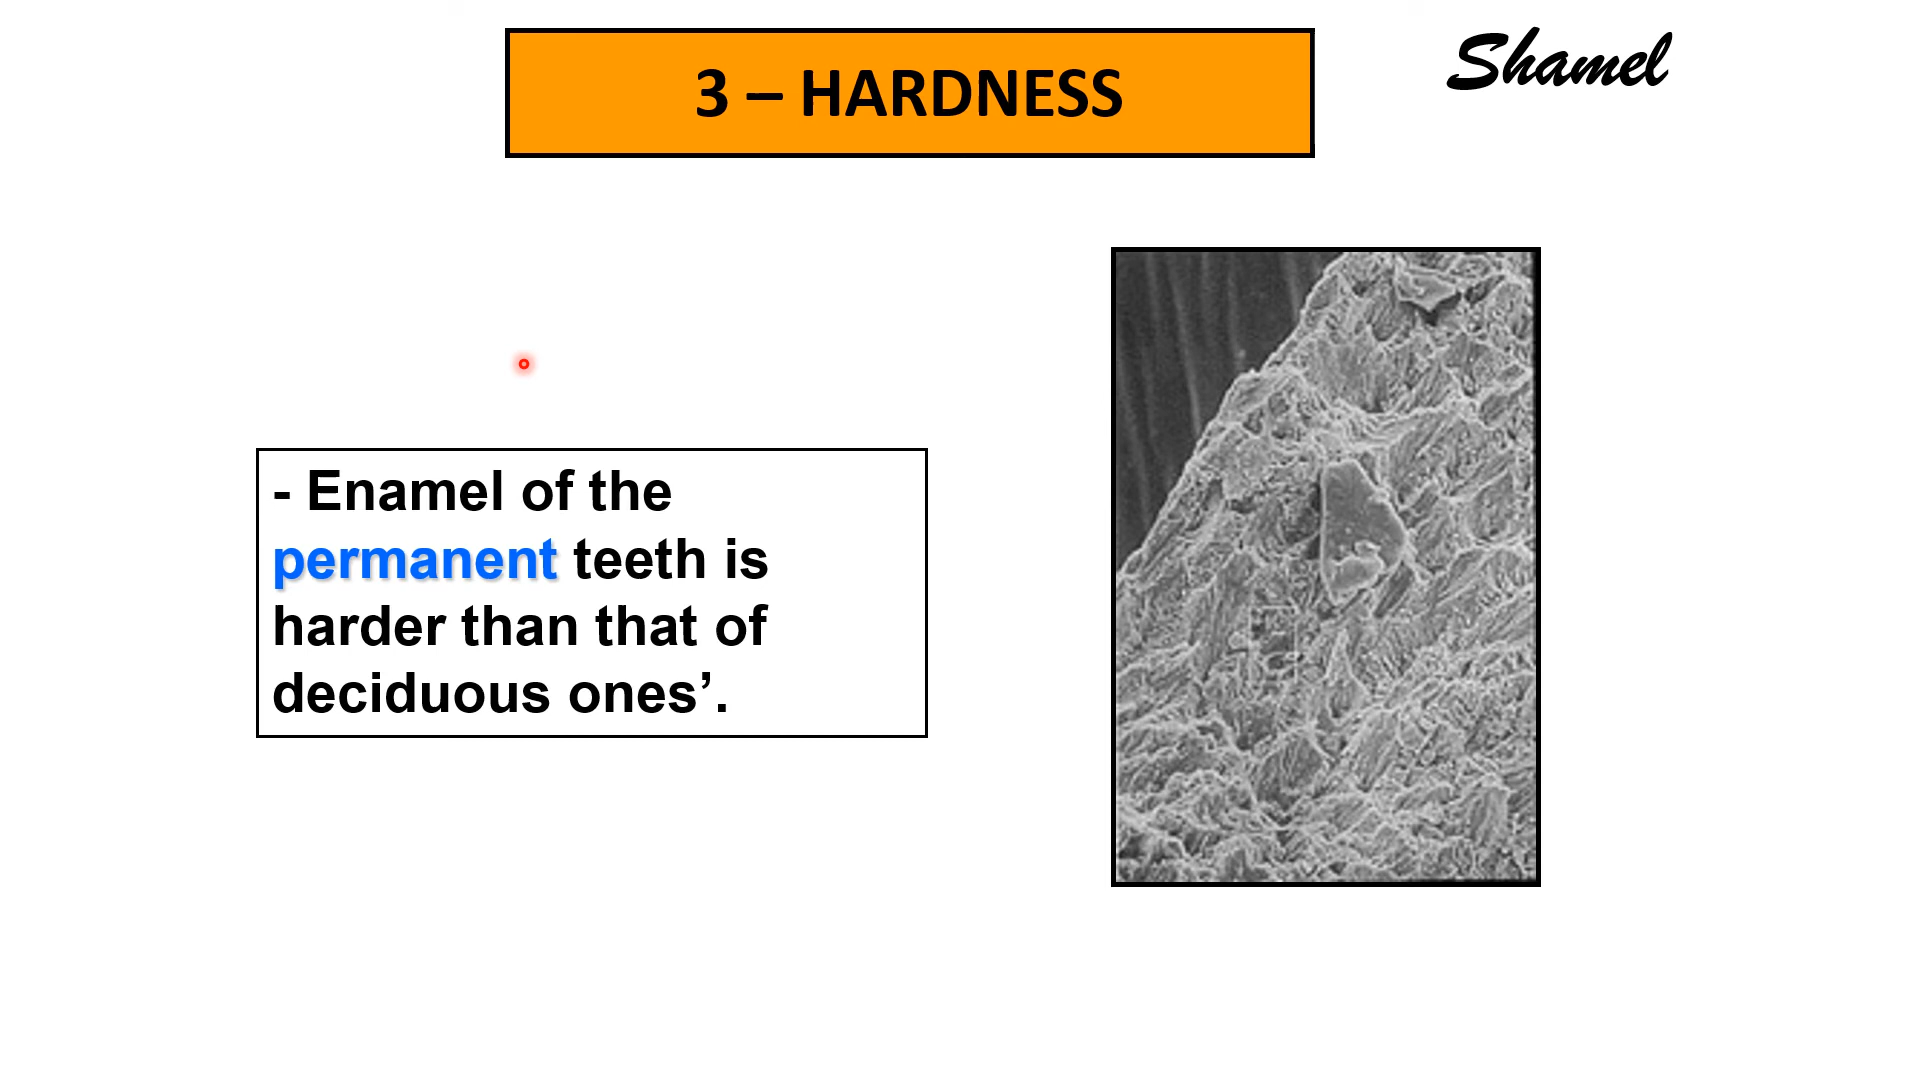 3 – HARDNESS
Shamel
- Enamel of the
permanent teeth is
harder than that of
deciduous ones’.